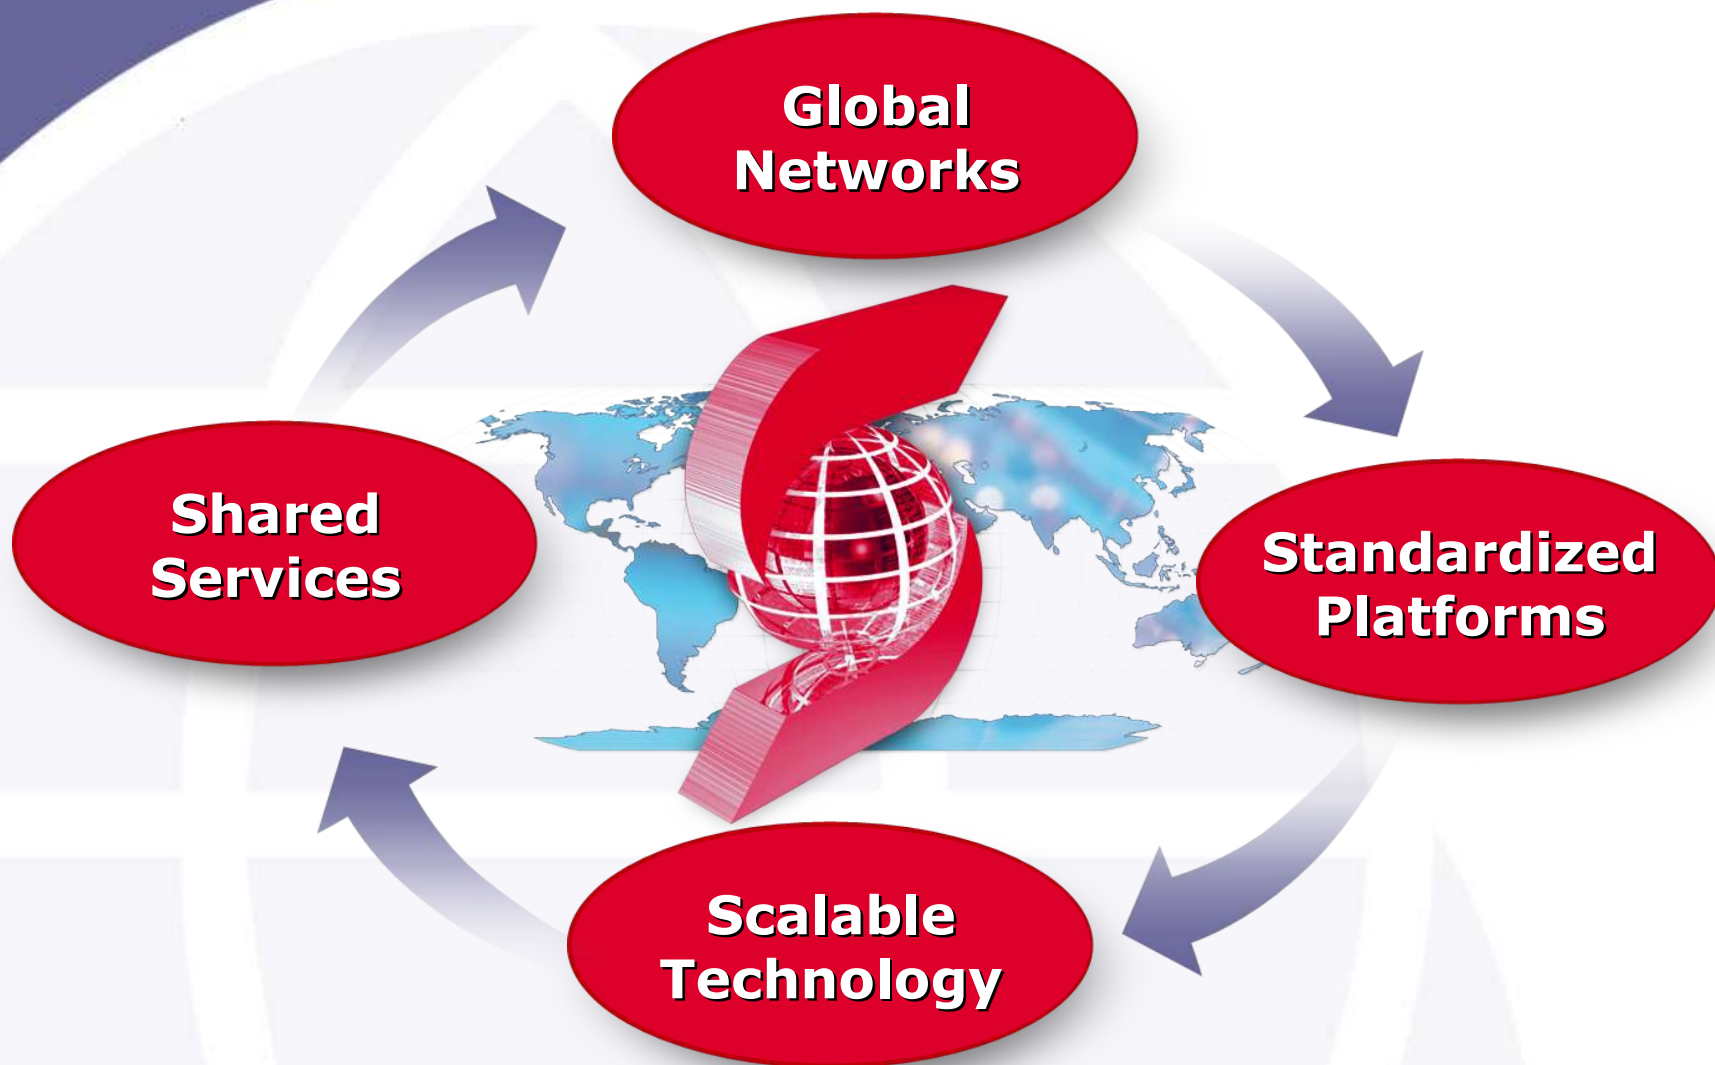 Global
Networks
Shared
Services
Standardized
Platforms
Scalable
Technology